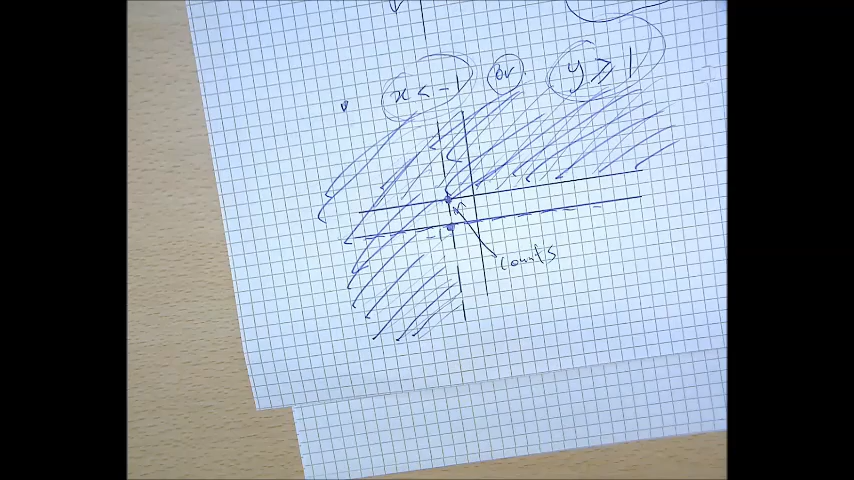 x < -1 or y ≥ 1
-1
counts